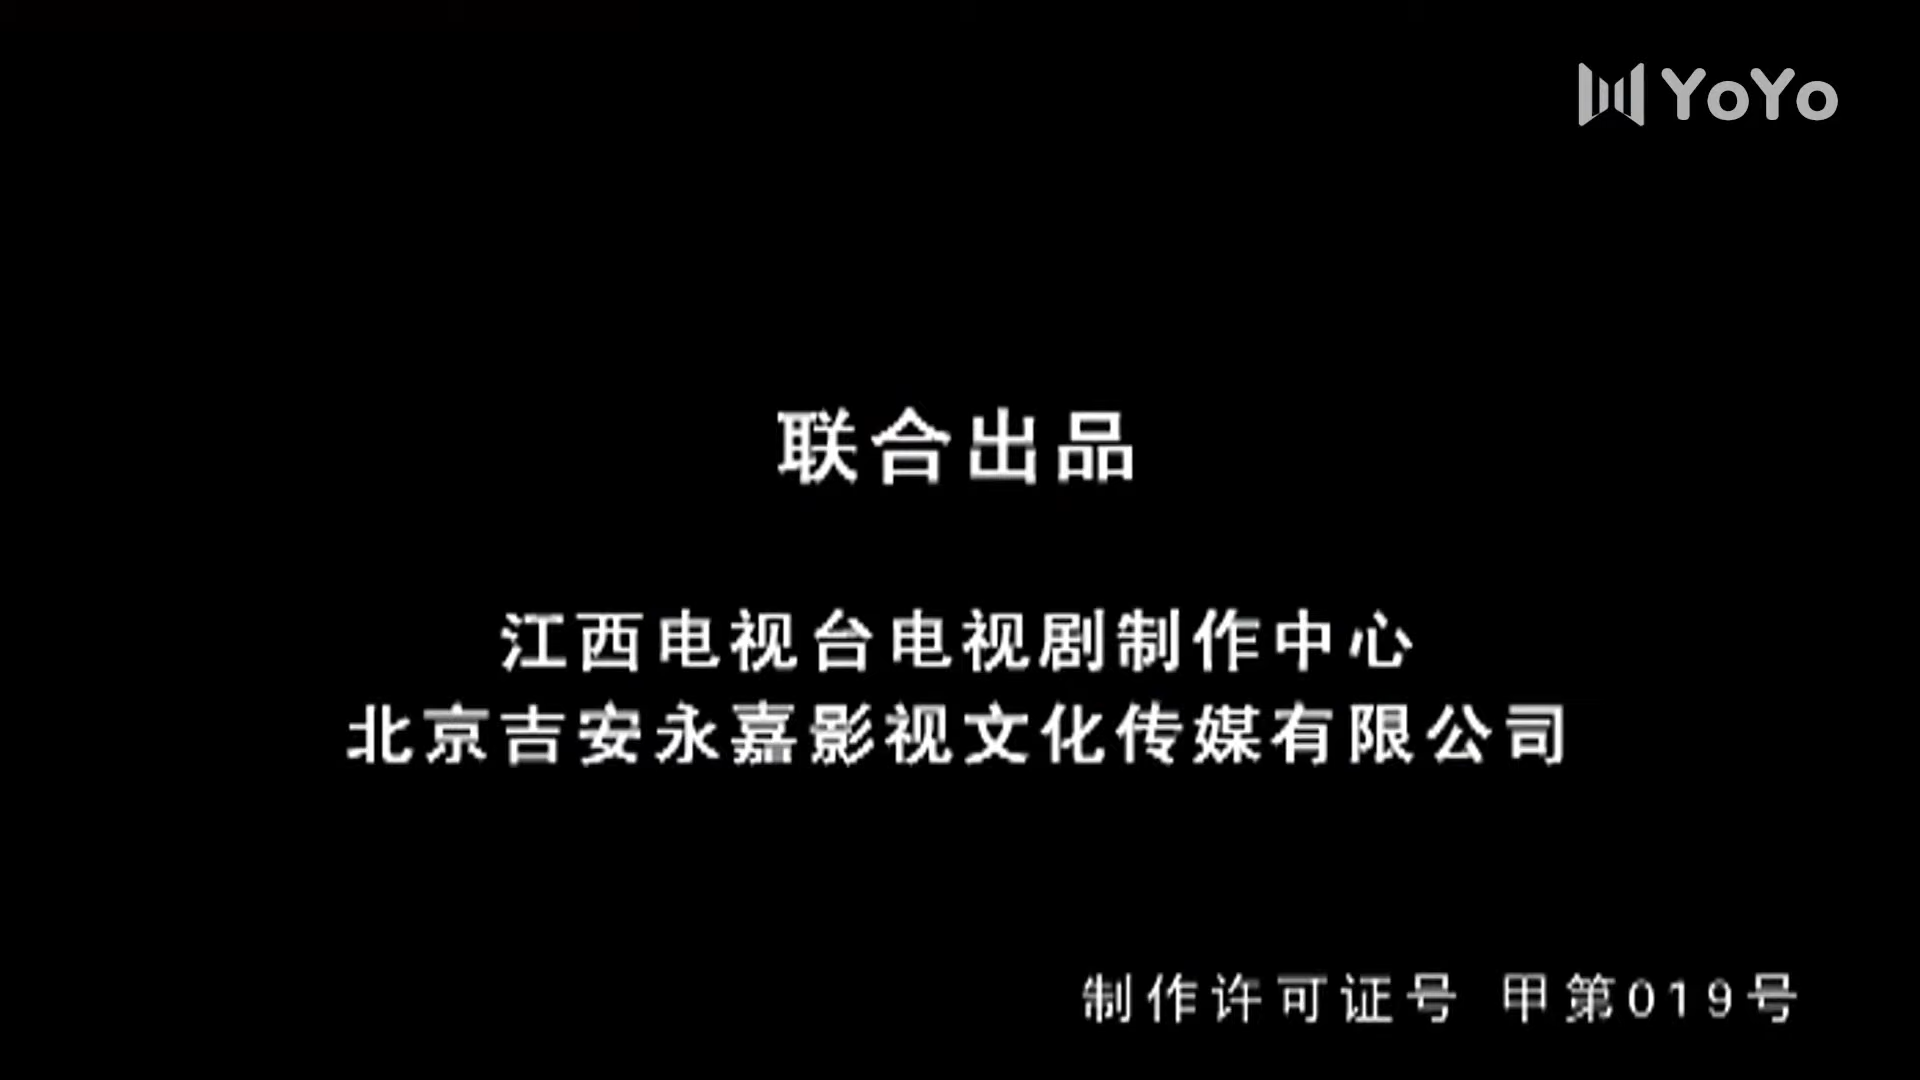 YoYo
联合出品
江西电视台电视剧制作中心
北京吉安永嘉影视文化传媒有限公司
制作许可证号 甲第019号